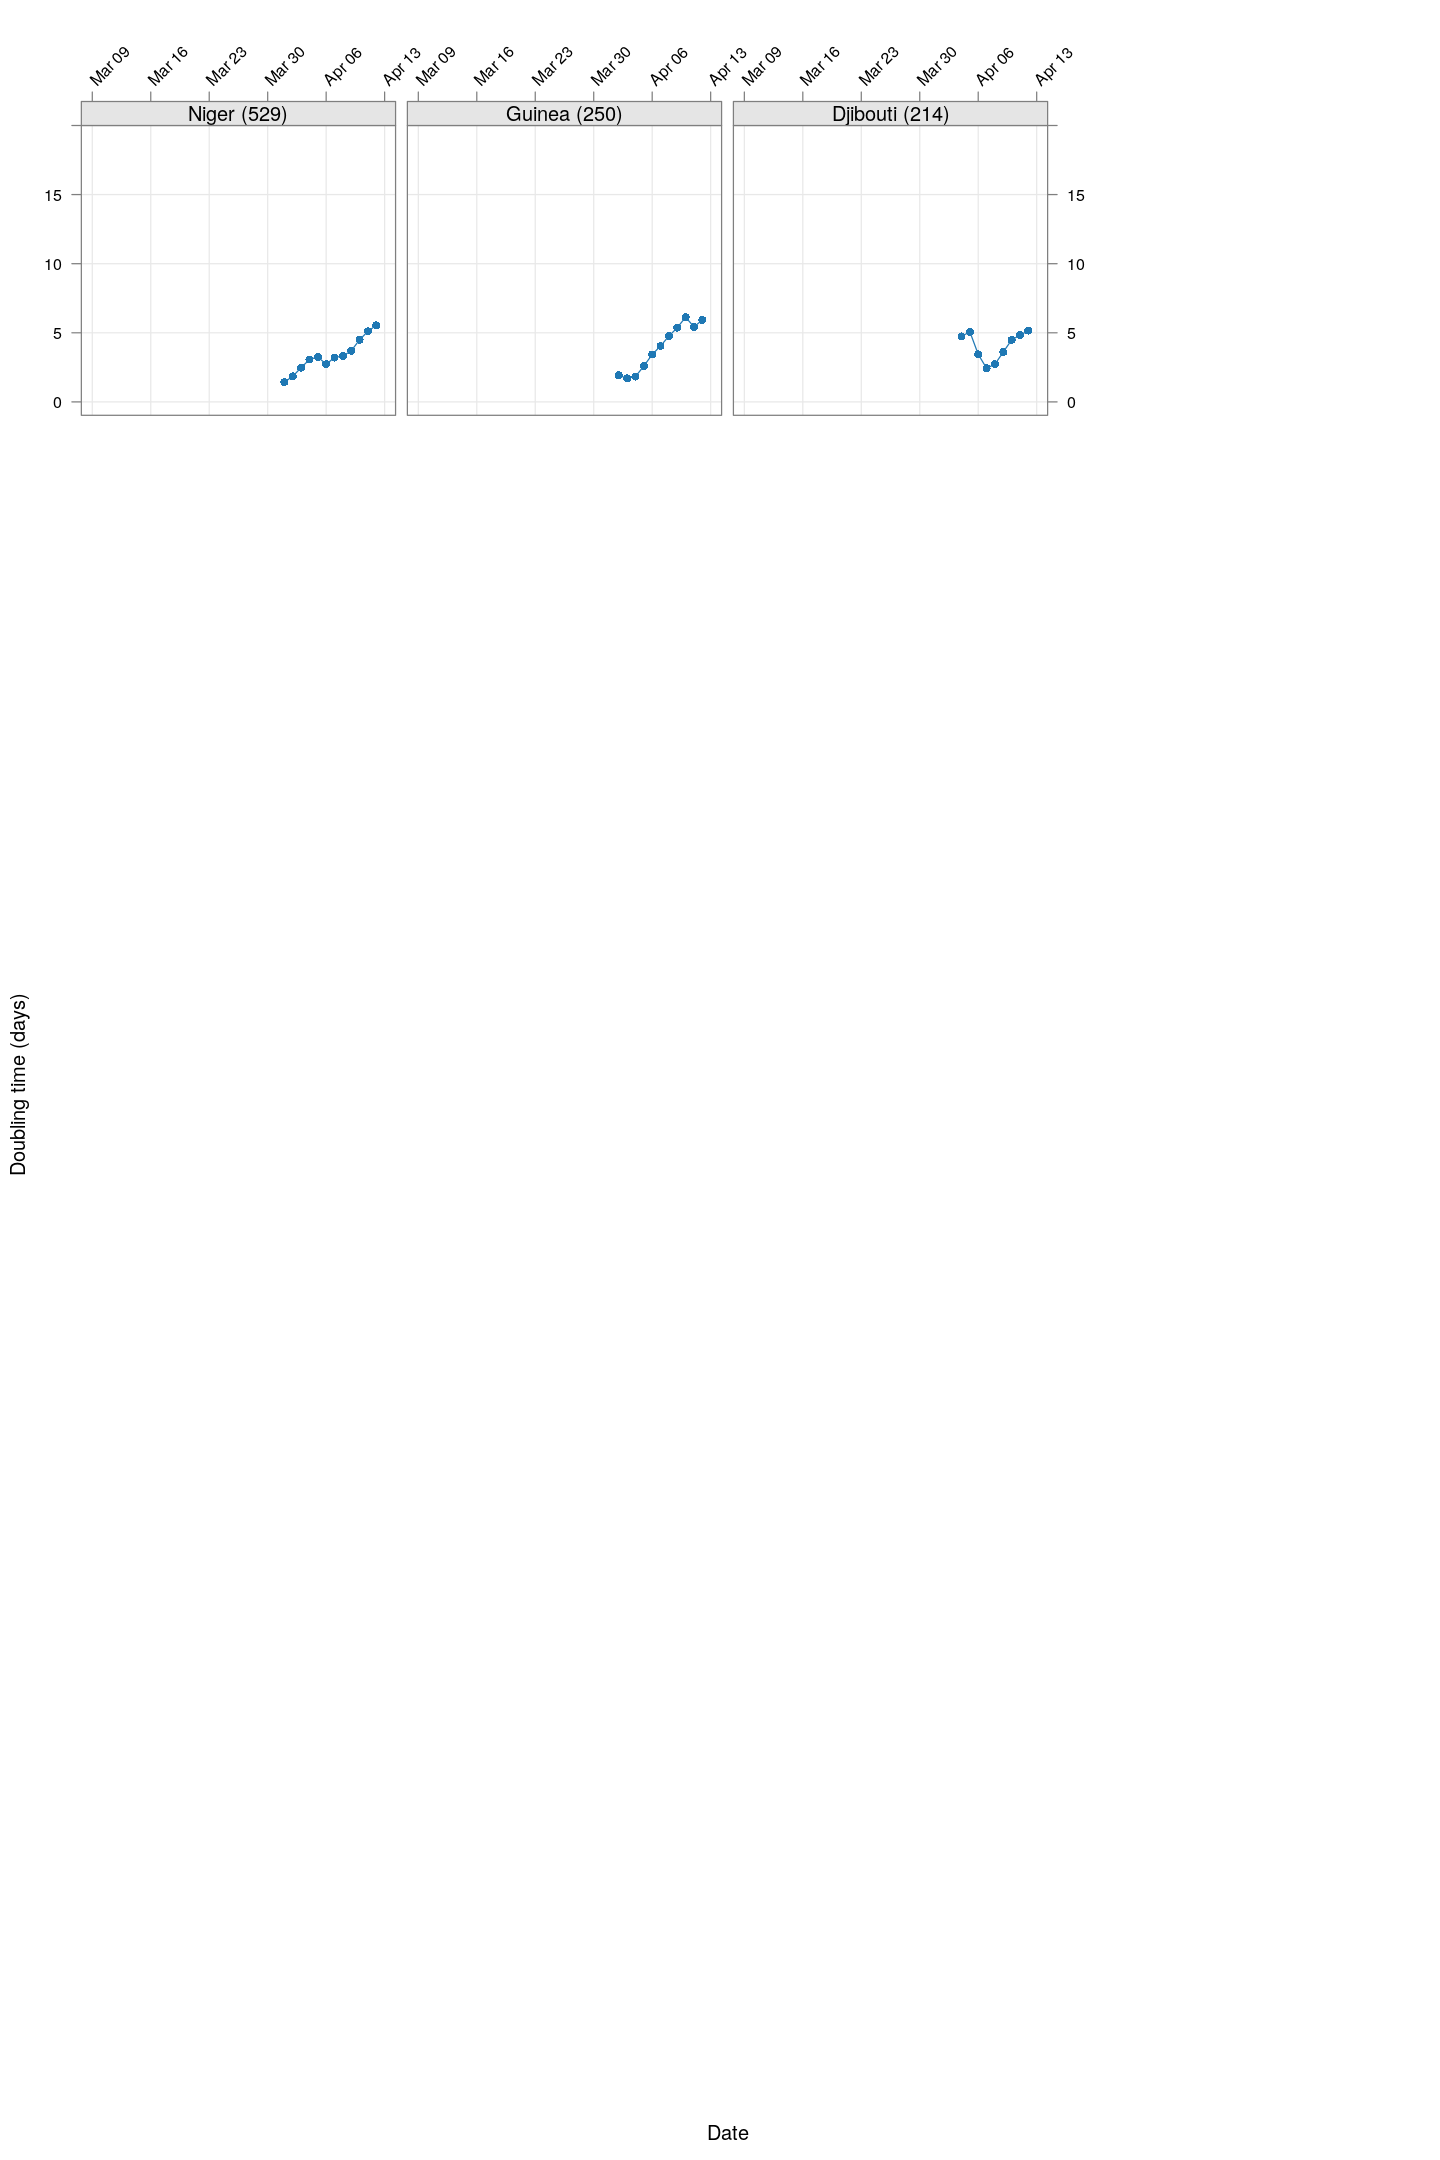 Mar 09 Mar 16 Mar 23 Mar 30 Apr 06 Apr 13 Mar 09 Mar 16 Mar 23 Mar 30 Apr 06 Apr 13 Mar 09 Mar 16 Mar 23 Mar 30 Apr 06 Apr 13
Niger (529) Guinea (250) Djibouti (214)
15 15
10 10
5 5
0 0
Doubling time (days)
Date